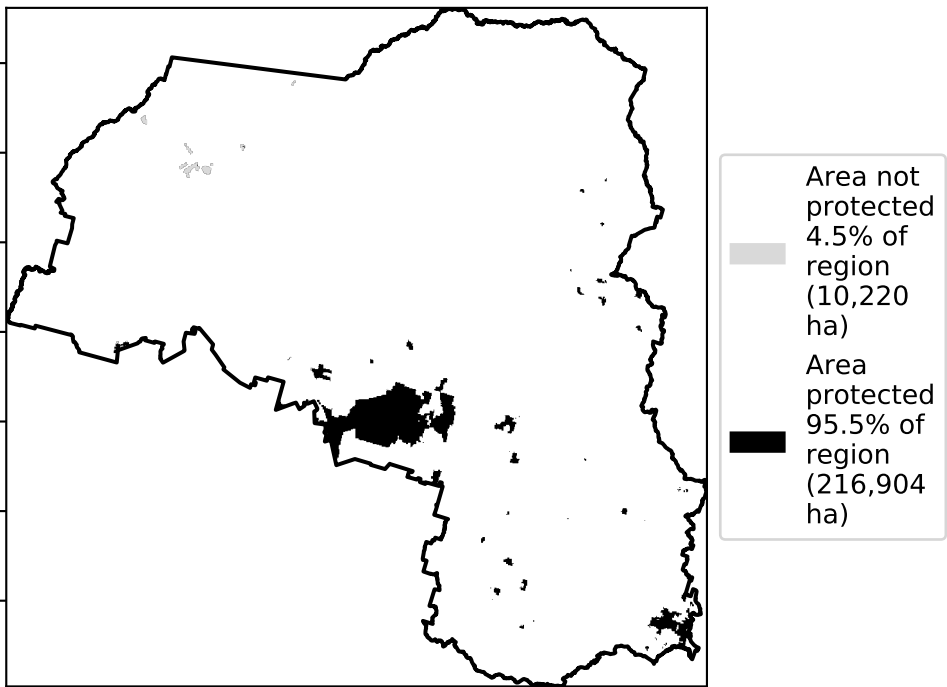 Area not
protected
4.5% of
region
(10,220
ha)
Area
protected
95.5% of
region
(216,904
ha)